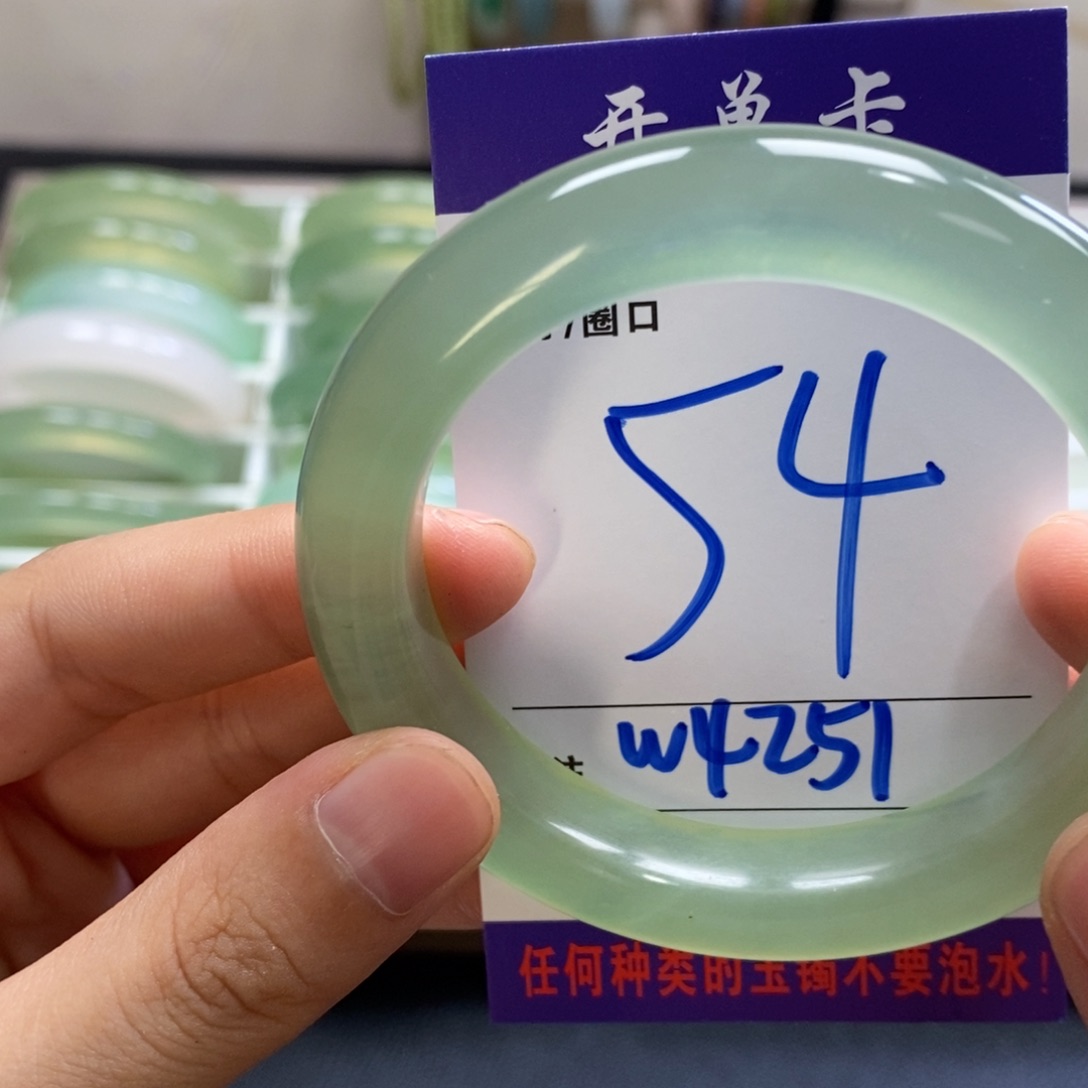 开单卡
/圈口
54
w4251
任何种类的玉镯不要泡水！